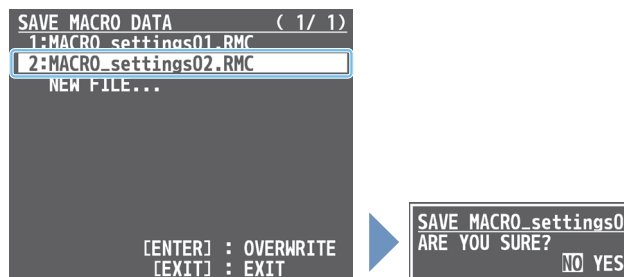 SAVE MACRO DATA ( 1/ 1)
1:MACRO_settings01.RMC
2:MACRO_settings02.RMC
NEW FILE...
[ENTER] : OVERWRITE
[EXIT] : EXIT
SAVE MACRO_settings0
ARE YOU SURE?
NO YES